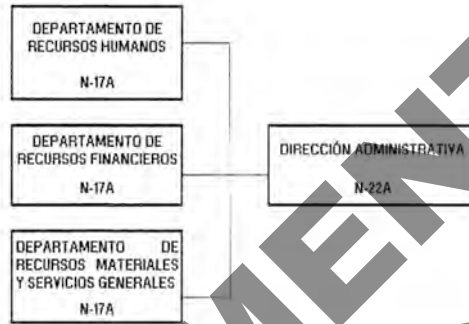 DEPARTAMENTO DE
RECURSOS HUMANOS
N-17A
DEPARTAMENTO DE
RECURSOS FINANCIEROS
N-17A
DIRECCIÓN ADMINISTRATIVA
N-22A
DEPARTAMENTO DE
RECURSOS MATERIALES
Y SERVICIOS GENERALES
N-17A
MENT